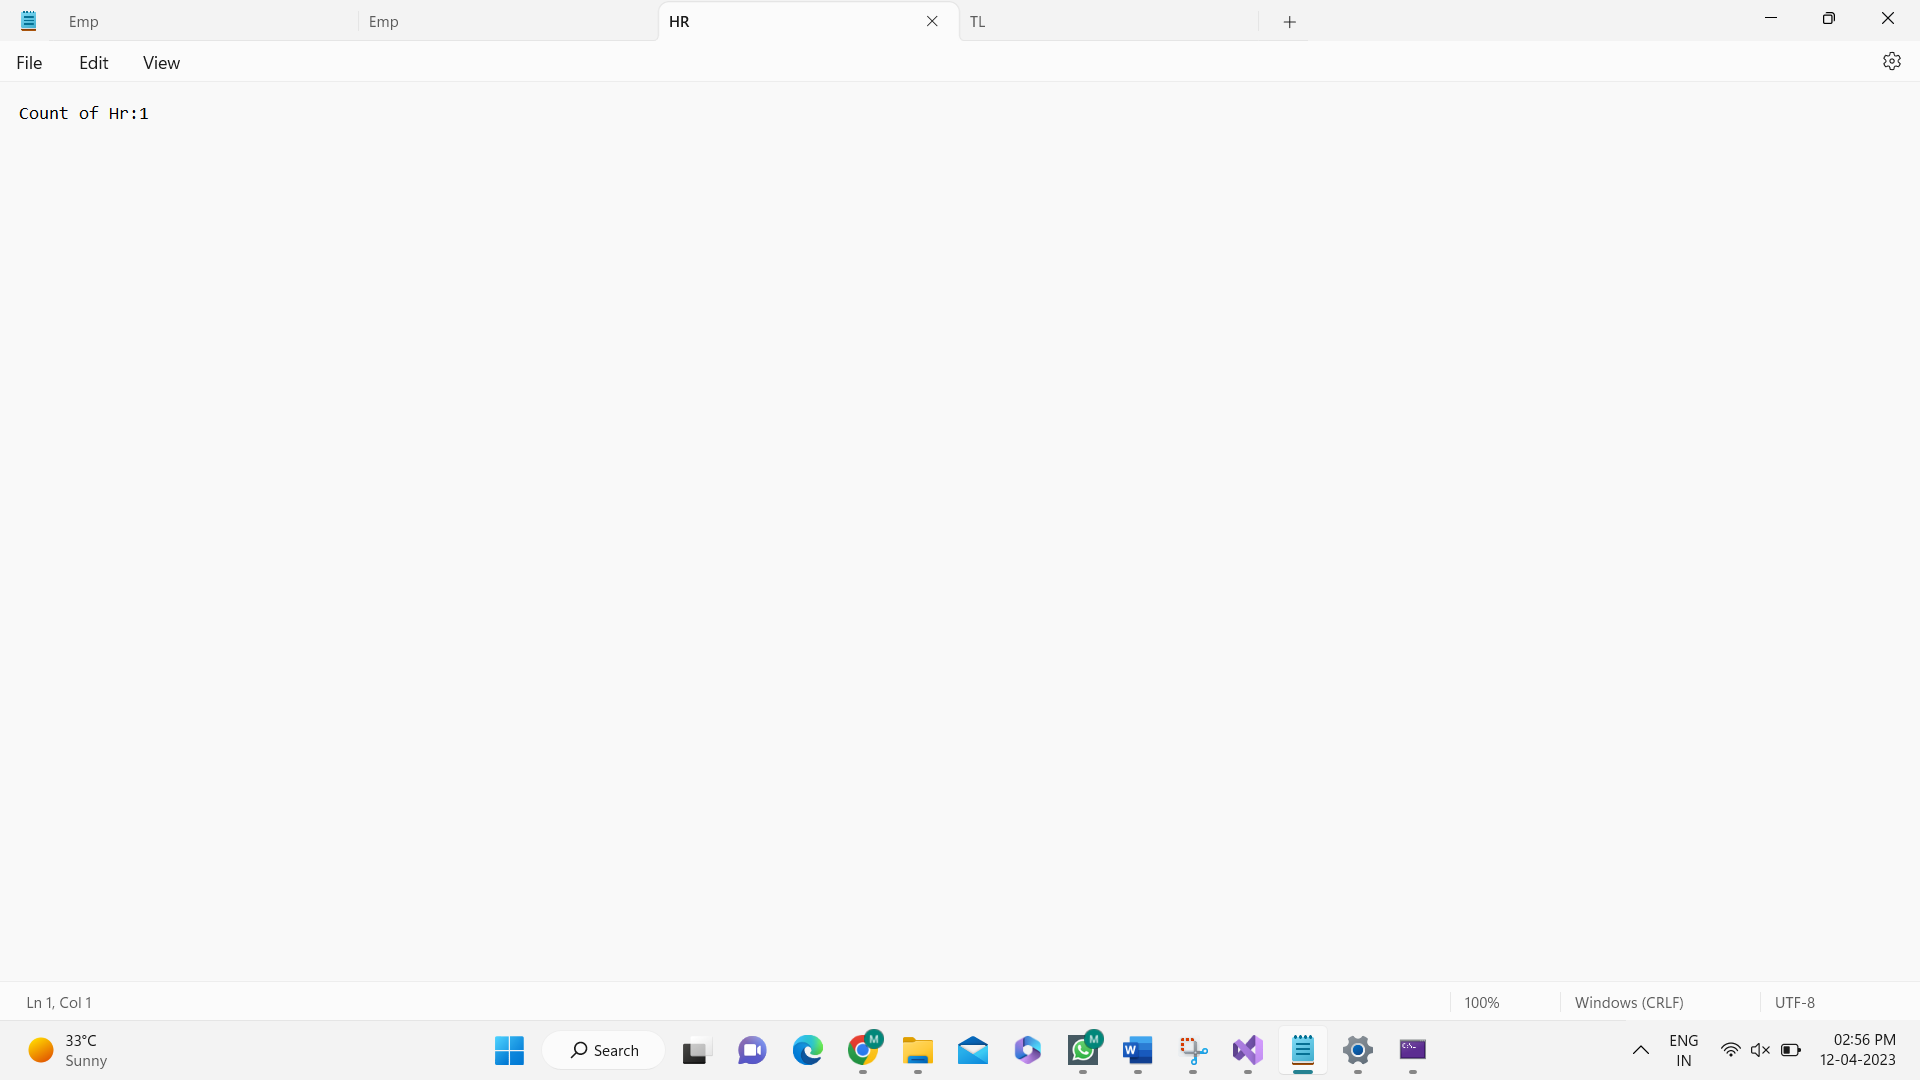 Emp
Emp
HR
TL
File
Edit
View
Count of Hr:1
Ln 1, Col 1
100%
Windows (CRLF)
UTF-8
33°C
Sunny
Search
M
M
C:\_
ENG
IN
02:56 PM
12-04-2023